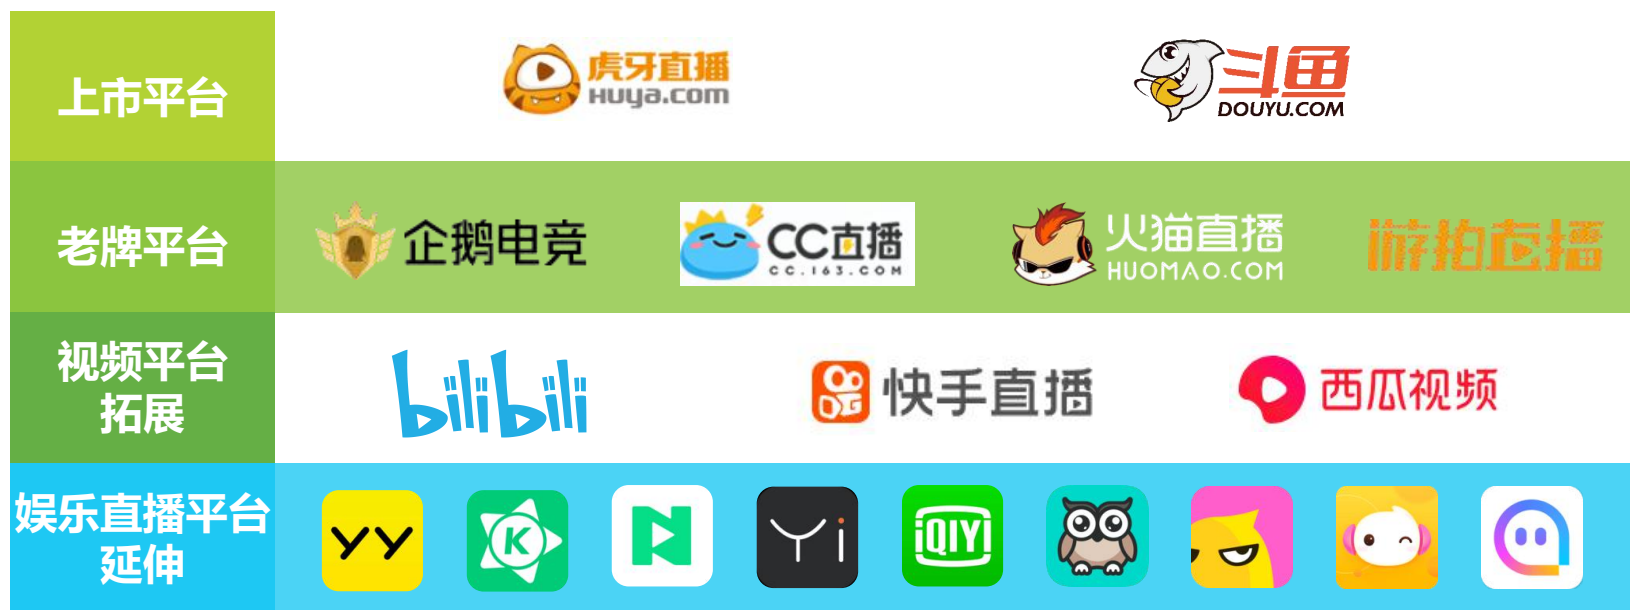 上市平台
虎牙直播
HUYA.com
斗鱼
DOUYU.COM
老牌平台
企鹅电竞
CC直播
CC.163.COM
火猫直播
HUOMAO.COM
游拍直播
视频平台
拓展
bilibili
快手直播
西瓜视频
娱乐直播平台
延伸
YY
K
N
Yi
iQIYI